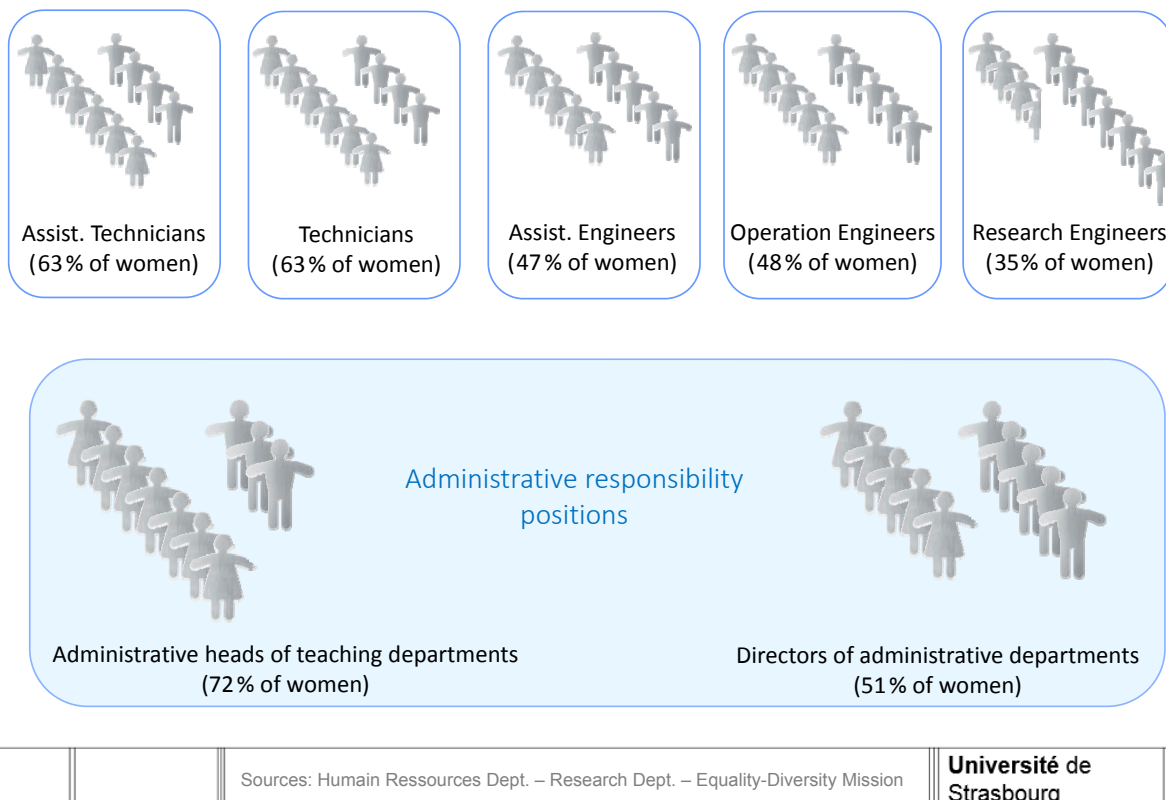 Assist. Technicians
(63 % of women)
Technicians
(63 % of women)
Assist. Engineers
(47 % of women)
Operation Engineers
(48 % of women)
Research Engineers
(35 % of women)
Administrative responsibility
positions
Administrative heads of teaching departments
(72 % of women)
Directors of administrative departments
(51 % of women)
Sources: Humain Ressources Dept. – Research Dept. – Equality-Diversity Mission
Université de
Strasbourg